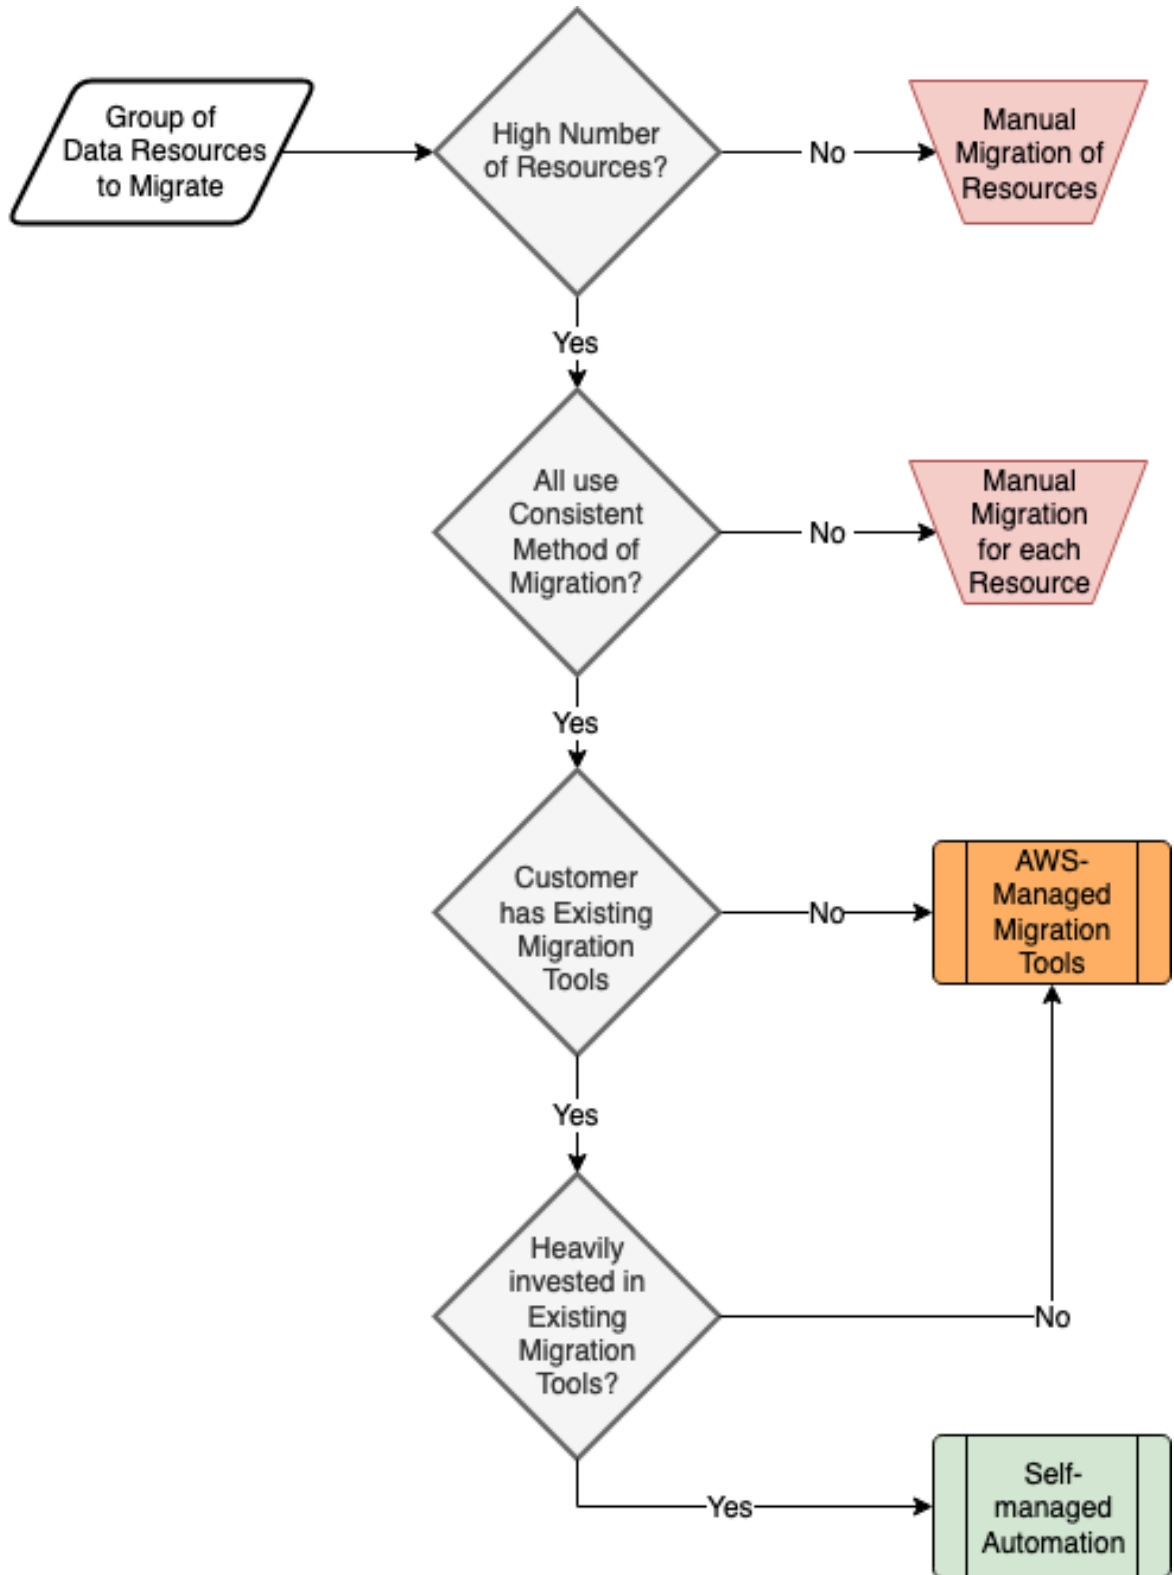 Group of
Data Resources
to Migrate
High Number
of Resources?
No
Manual
Migration of
Resources
Yes
All use
Consistent
Method of
Migration?
No
Manual
Migration
for each
Resource
Yes
Customer
has Existing
Migration
Tools
No
AWS-
Managed
Migration
Tools
Yes
Heavily
invested in
Existing
Migration
Tools?
No
Yes
Self-
managed
Automation